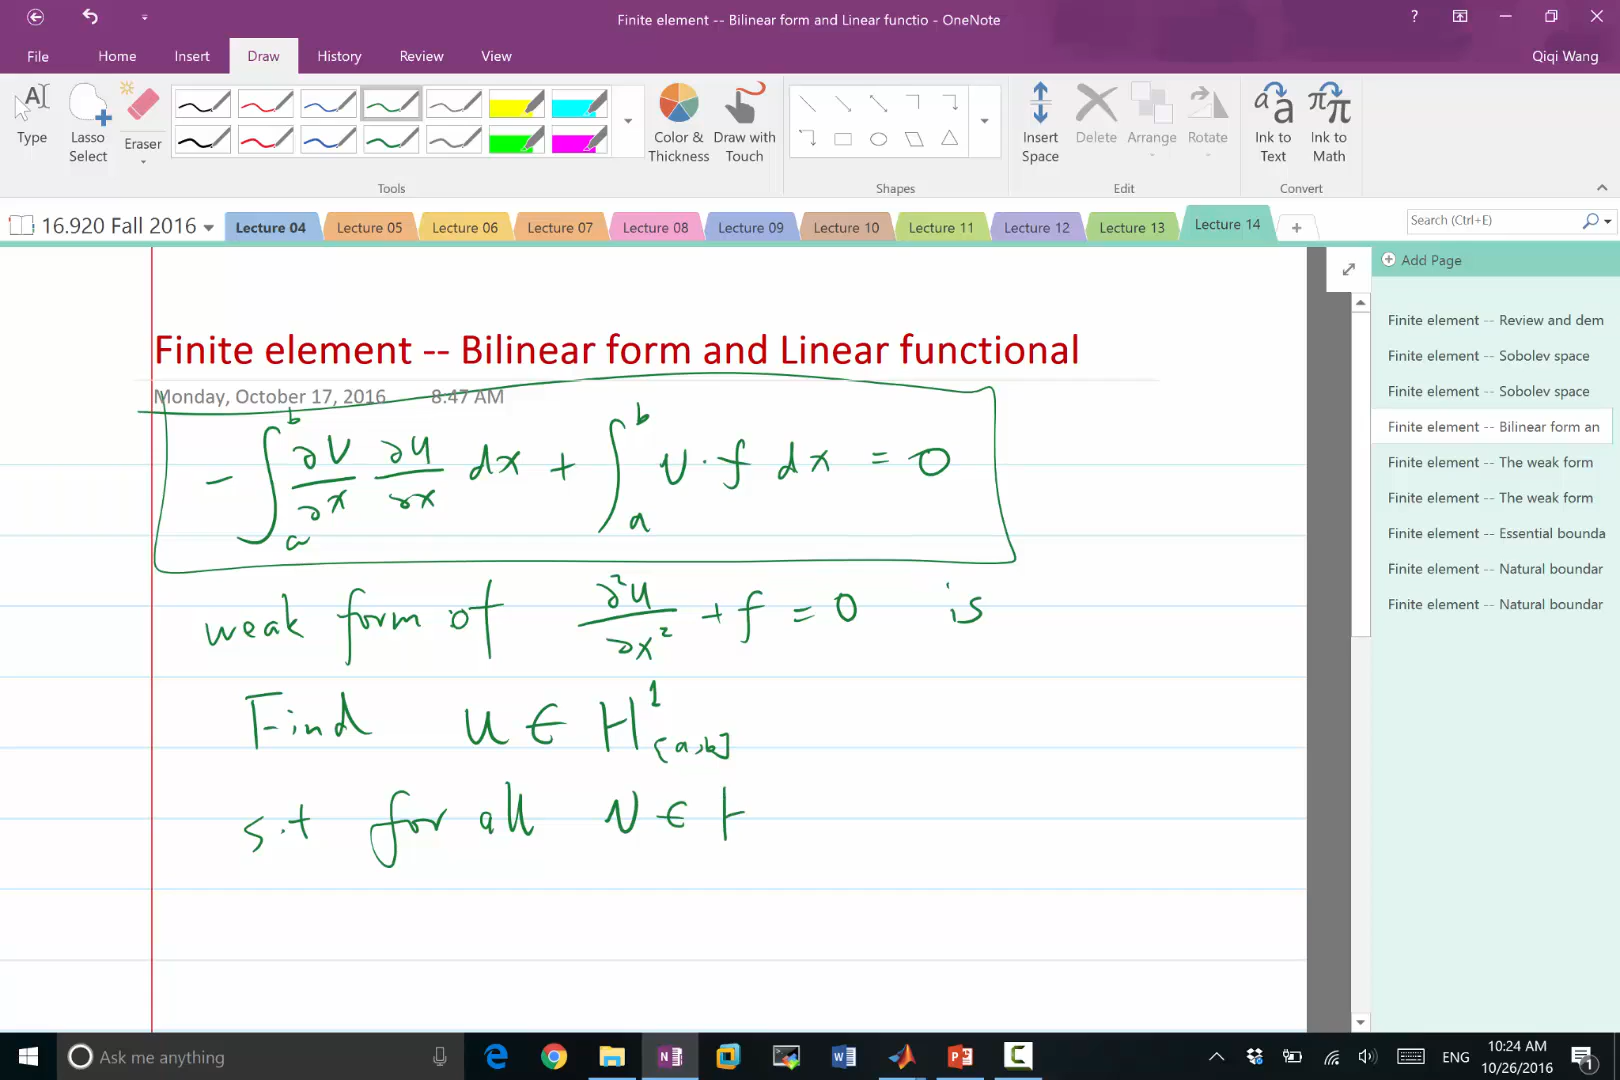 Finite element -- Bilinear form and Linear functio - OneNote
?
File Home Insert Draw History Review View
Qiqi Wang
Type
Lasso Select
Eraser
Color & Thickness
Draw with Touch
Insert Space
Delete
Arrange
Rotate
Ink to Text
Ink to Math
Tools
Shapes
Edit
Convert
16.920 Fall 2016
Lecture 04 Lecture 05 Lecture 06 Lecture 07 Lecture 08 Lecture 09 Lecture 10 Lecture 11 Lecture 12 Lecture 13 Lecture 14 +
Search (Ctrl+E)
Add Page
Finite element -- Review and dem
Finite element -- Sobolev space
Finite element -- Sobolev space
Finite element -- Bilinear form an
Finite element -- The weak form
Finite element -- The weak form
Finite element -- Essential bounda
Finite element -- Natural boundar
Finite element -- Natural boundar
Finite element -- Bilinear form and Linear functional
Monday, October 17, 2016 8:47 AM
- ∫_a^b ∂v/∂x ∂u/∂x dx + ∫_a^b v · f dx = 0
weak form of ∂²u/∂x² + f = 0 is
Find u ∈ H¹[a,b]
s.t for all v ∈
Ask me anything
ENG
10:24 AM
10/26/2016
1